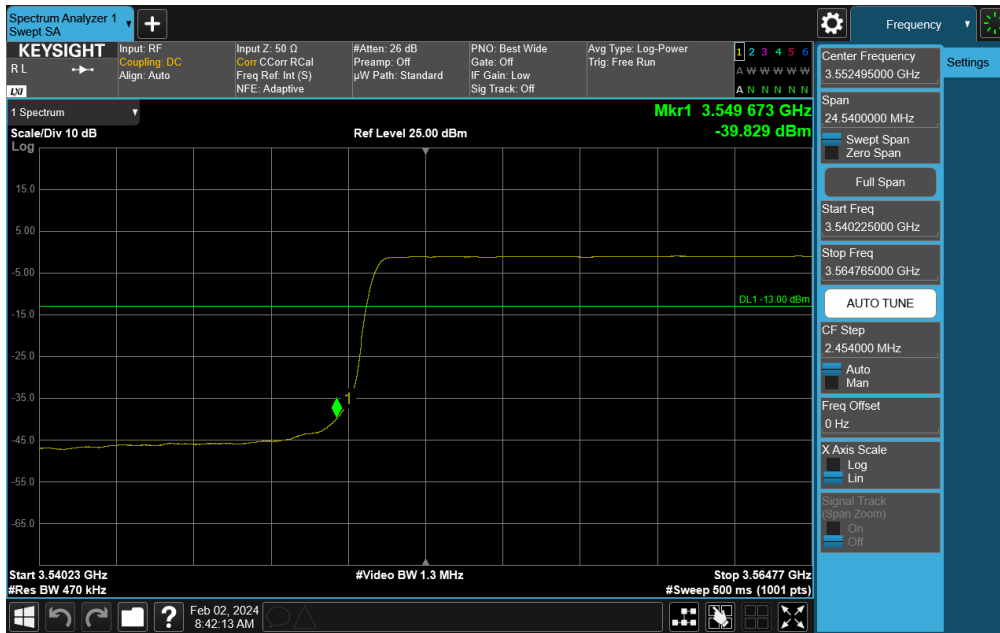 Spectrum Analyzer 1
Swept SA
Frequency
KEYSIGHT
R L
LXI
Input: RF
Coupling: DC
Align: Auto
Input Z: 50 Ω
Corr CCorr RCal
Freq Ref: Int (S)
NFE: Adaptive
#Atten: 26 dB
Preamp: Off
µW Path: Standard
PNO: Best Wide
Gate: Off
IF Gain: Low
Sig Track: Off
Avg Type: Log-Power
Trig: Free Run
1 2 3 4 5 6
A W W W W W
A N N N N N
1 Spectrum
Mkr1 3.549 673 GHz
Scale/Div 10 dB
Ref Level 25.00 dBm
-39.829 dBm
Log
15.0
5.00
-5.00
-15.0
-25.0
-35.0
-45.0
-55.0
-65.0
DL1 -13.00 dBm
1
Start 3.54023 GHz
#Video BW 1.3 MHz
Stop 3.56477 GHz
#Res BW 470 kHz
#Sweep 500 ms (1001 pts)
Center Frequency
3.552495000 GHz
Settings
Span
24.5400000 MHz
Swept Span
Zero Span
Full Span
Start Freq
3.540225000 GHz
Stop Freq
3.564765000 GHz
AUTO TUNE
CF Step
2.454000 MHz
Auto
Man
Freq Offset
0 Hz
X Axis Scale
Log
Lin
Signal Track
(Span Zoom)
On
Off
?
Feb 02, 2024
8:42:13 AM